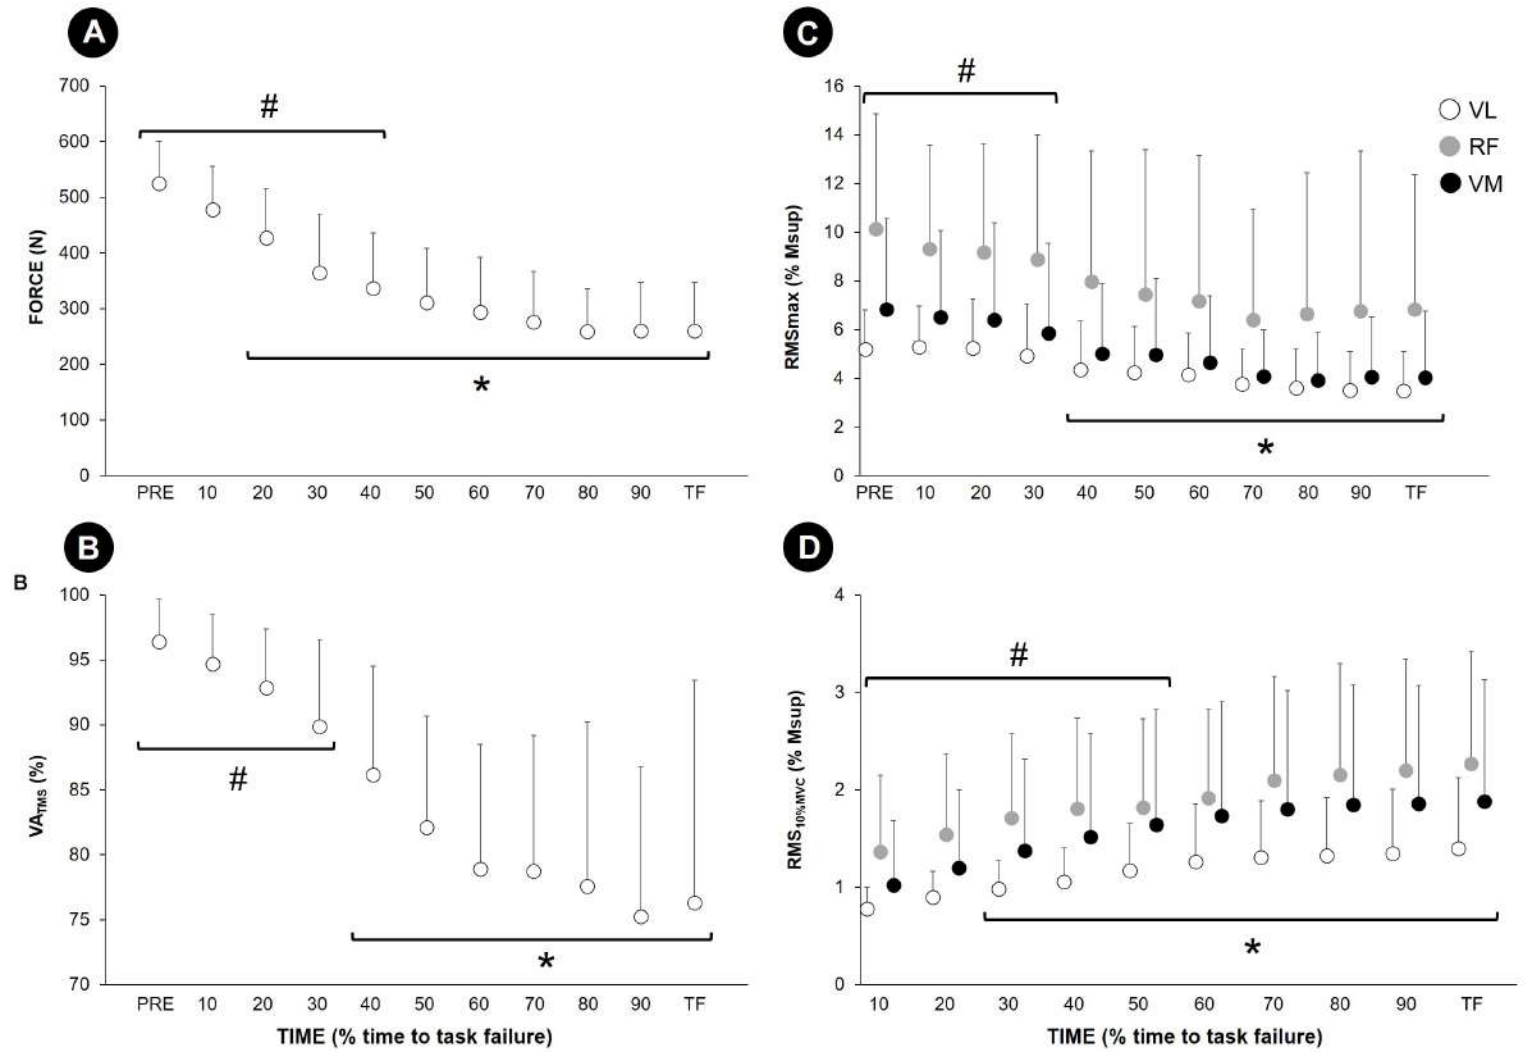 A
700
600
500
400
300
200
100
0
FORCE (N)
#
*
PRE 10 20 30 40 50 60 70 80 90 TF
B
B
100
95
90
85
80
75
70
VATMS (%)
#
*
PRE 10 20 30 40 50 60 70 80 90 TF
TIME (% time to task failure)
C
16
14
12
10
8
6
4
2
0
RMSmax (% Msup)
#
*
VL
RF
VM
PRE 10 20 30 40 50 60 70 80 90 TF
D
4
3
2
1
0
RMS10%MVC (% Msup)
#
*
10 20 30 40 50 60 70 80 90 TF
TIME (% time to task failure)